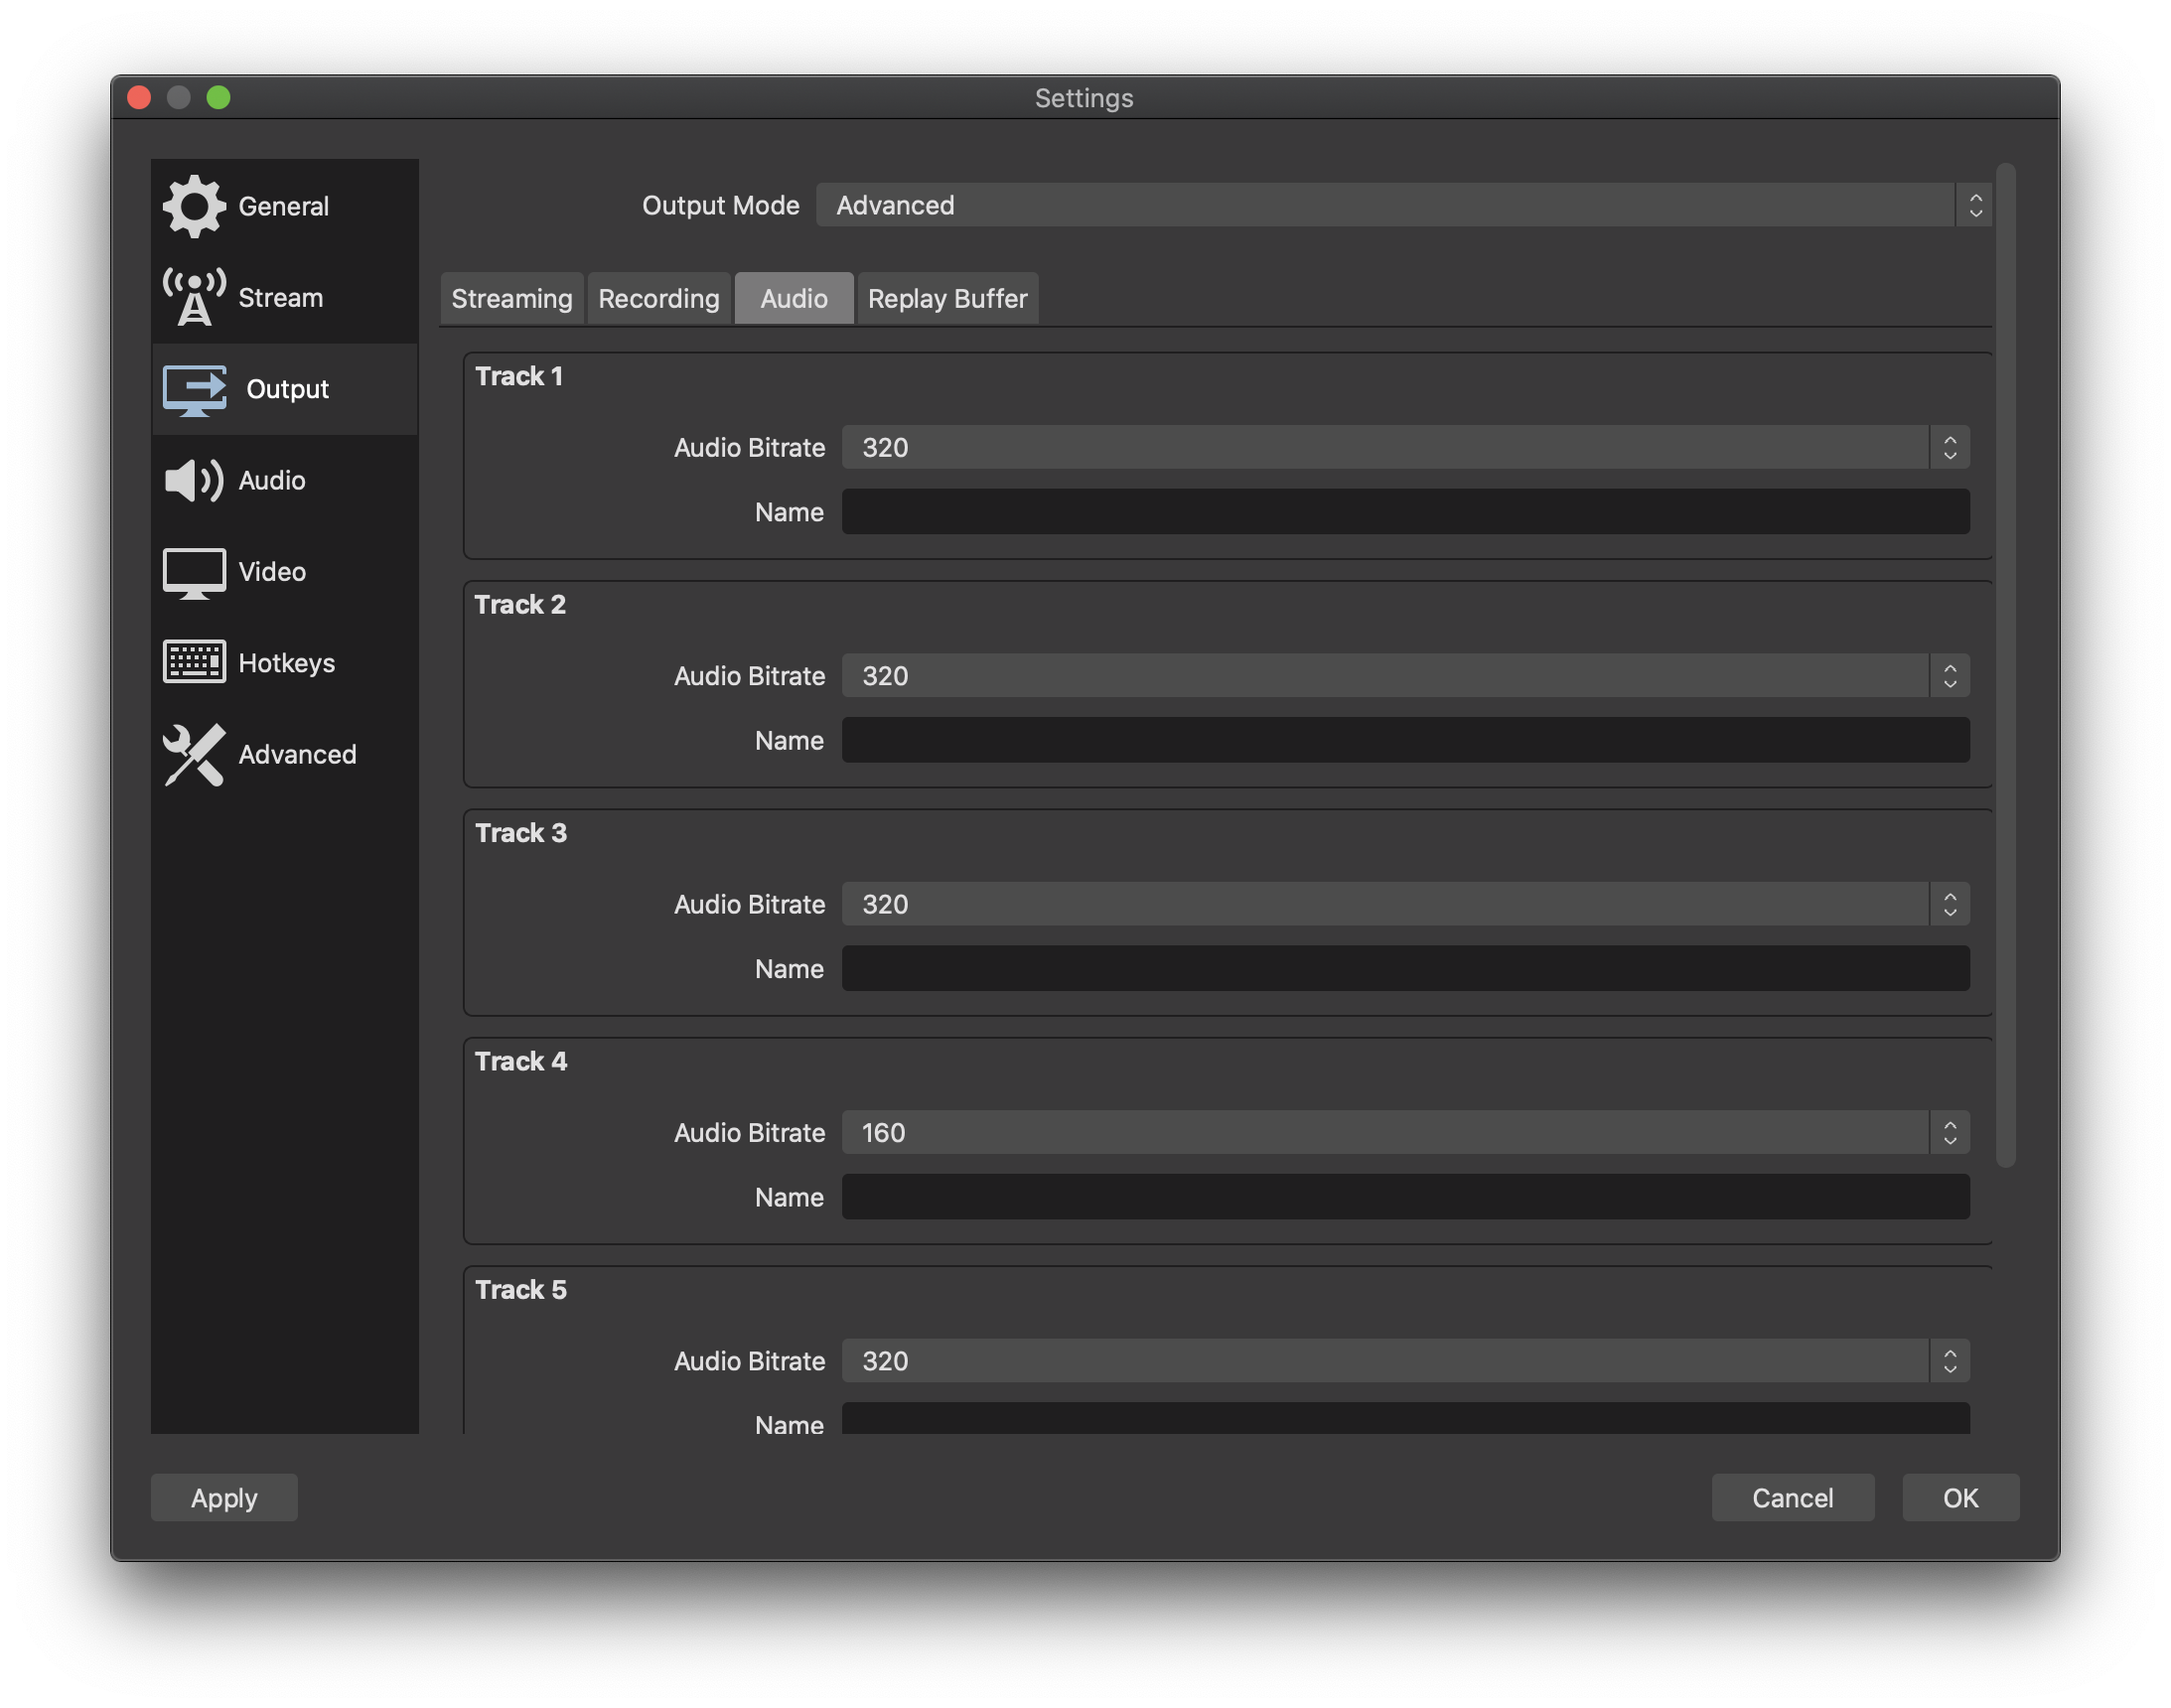 Settings
General
Stream
Output
Audio
Video
Hotkeys
Advanced
Output Mode Advanced
Streaming Recording Audio Replay Buffer
Track 1
Audio Bitrate 320
Name
Track 2
Audio Bitrate 320
Name
Track 3
Audio Bitrate 320
Name
Track 4
Audio Bitrate 160
Name
Track 5
Audio Bitrate 320
Name
Apply Cancel OK